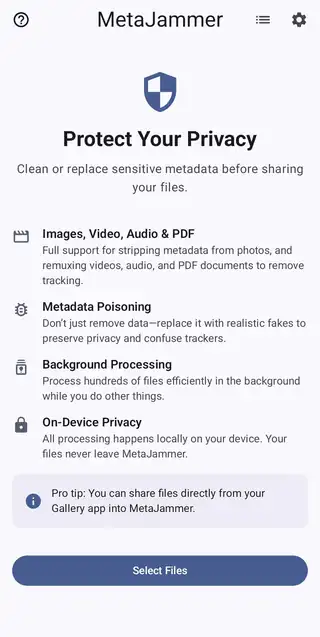 MetaJammer
Protect Your Privacy
Clean or replace sensitive metadata before sharing
your files.
Images, Video, Audio & PDF
Full support for stripping metadata from photos, and
remuxing videos, audio, and PDF documents to remove
tracking.
Metadata Poisoning
Don't just remove data—replace it with realistic fakes to
preserve privacy and confuse trackers.
Background Processing
Process hundreds of files efficiently in the background
while you do other things.
On-Device Privacy
All processing happens locally on your device. Your
files never leave MetaJammer.
Pro tip: You can share files directly from your
Gallery app into MetaJammer.
Select Files